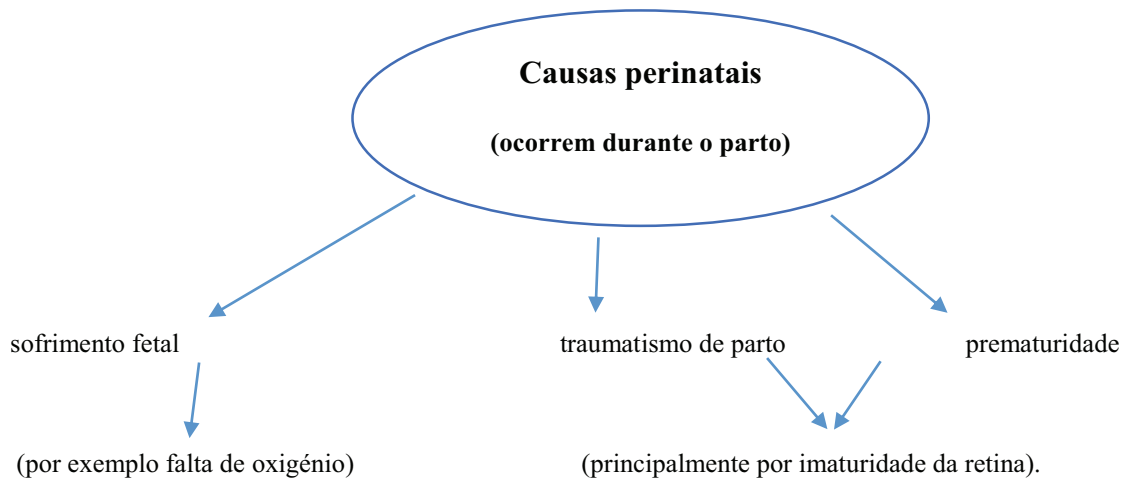 Causas perinatais
(ocorrem durante o parto)
sofrimento fetal
traumatismo de parto
prematuridade
(por exemplo falta de oxigénio)
(principalmente por imaturidade da retina).